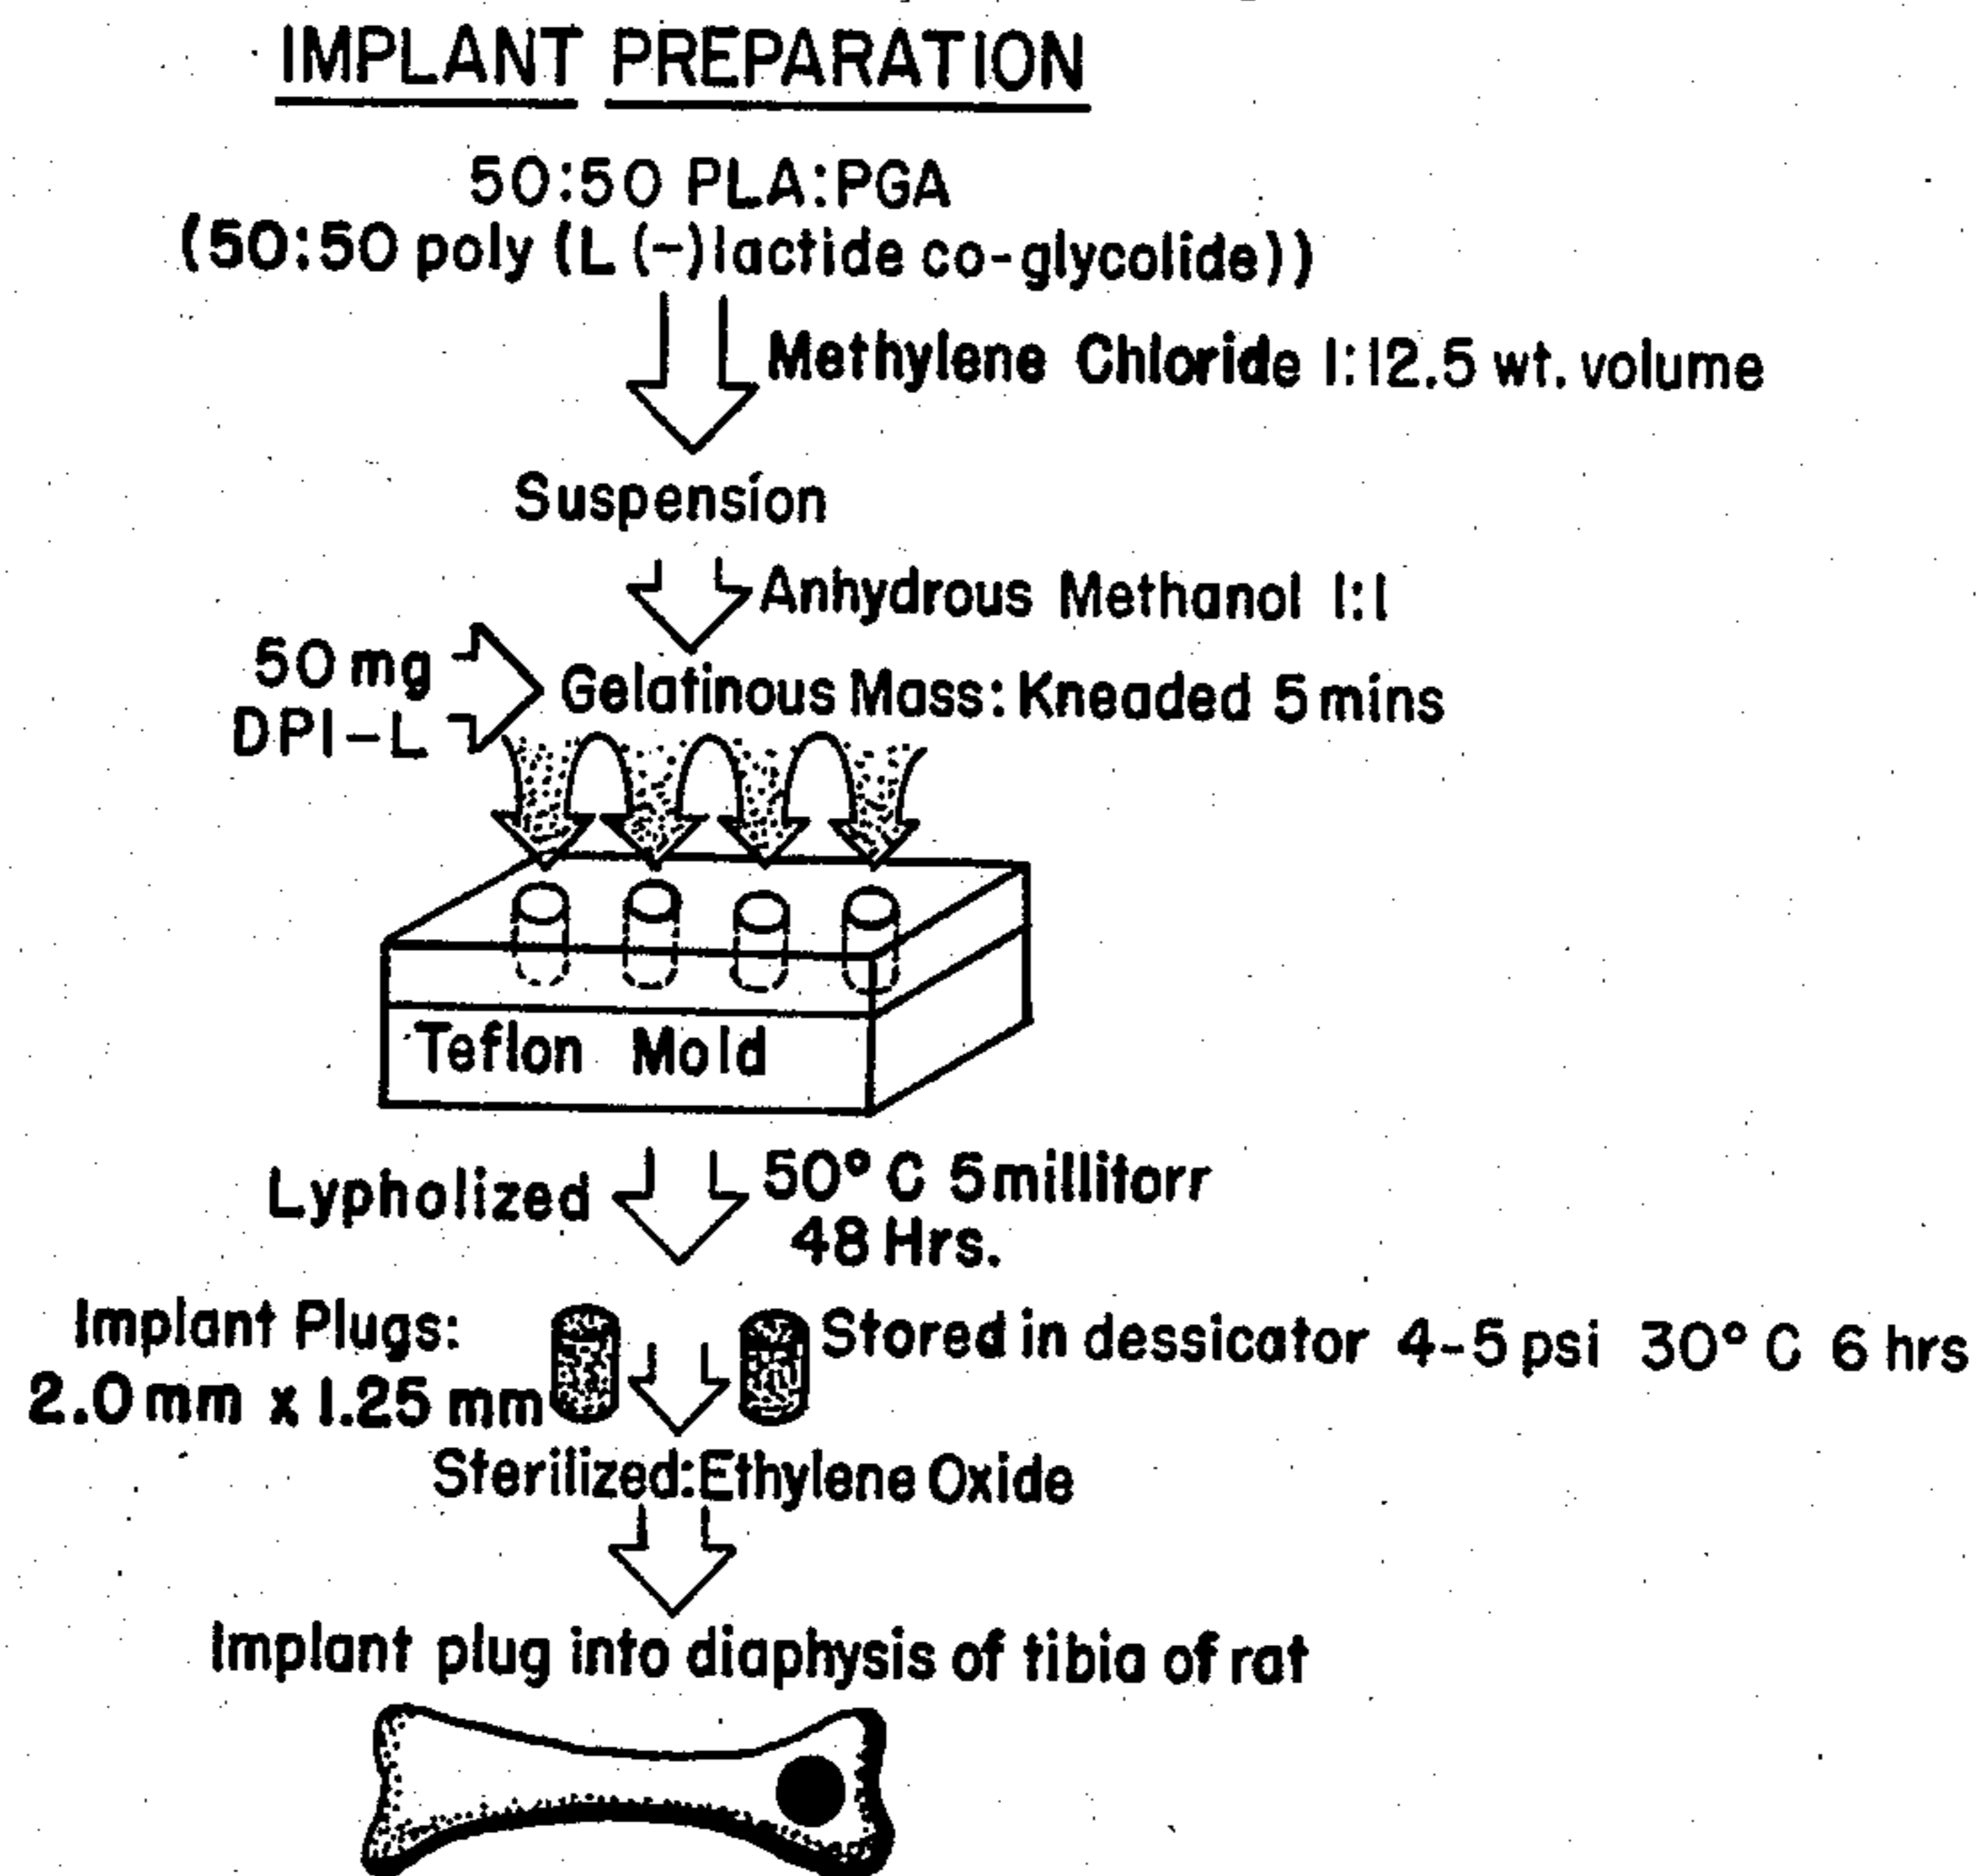 IMPLANT PREPARATION
50:50 PLA:PGA
(50:50 poly (L (-) lactide co-glycolide))
Methylene Chloride 1:12.5 wt. volume
Suspension
Anhydrous Methanol 1:1
50 mg
DPI-L
Gelatinous Mass: Kneaded 5 mins
Teflon Mold
Lypholized
50° C 5 millitorr
48 Hrs.
Implant Plugs:
2.0 mm x 1.25 mm
Stored in dessicator 4-5 psi 30° C 6 hrs
Sterilized: Ethylene Oxide
Implant plug into diaphysis of tibia of rat